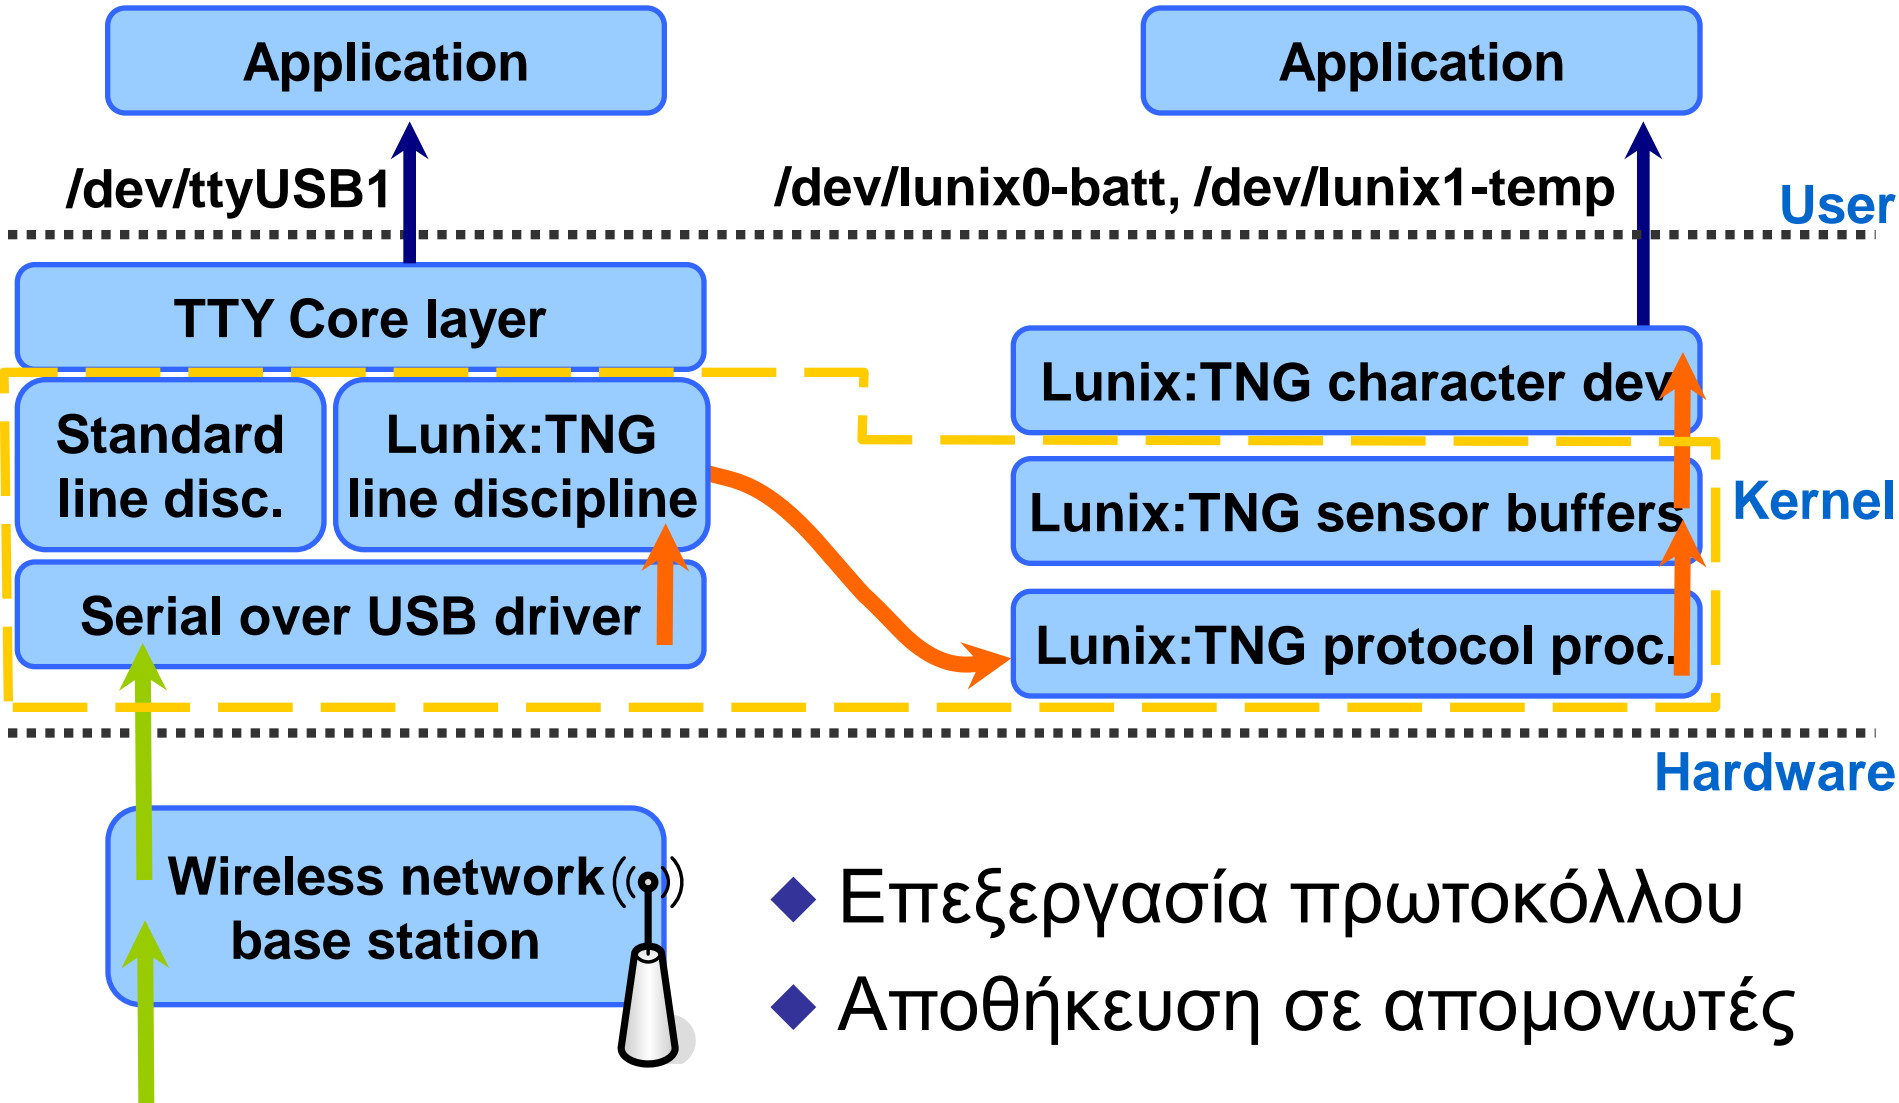 Application
Application
/dev/ttyUSB1
/dev/lunix0-batt, /dev/lunix1-temp
User
TTY Core layer
Standard
line disc.
Lunix:TNG
line discipline
Serial over USB driver
Lunix:TNG character dev
Lunix:TNG sensor buffers
Lunix:TNG protocol proc.
Kernel
Hardware
Wireless network
base station
Επεξεργασία πρωτοκόλλου
Αποθήκευση σε απομονωτές